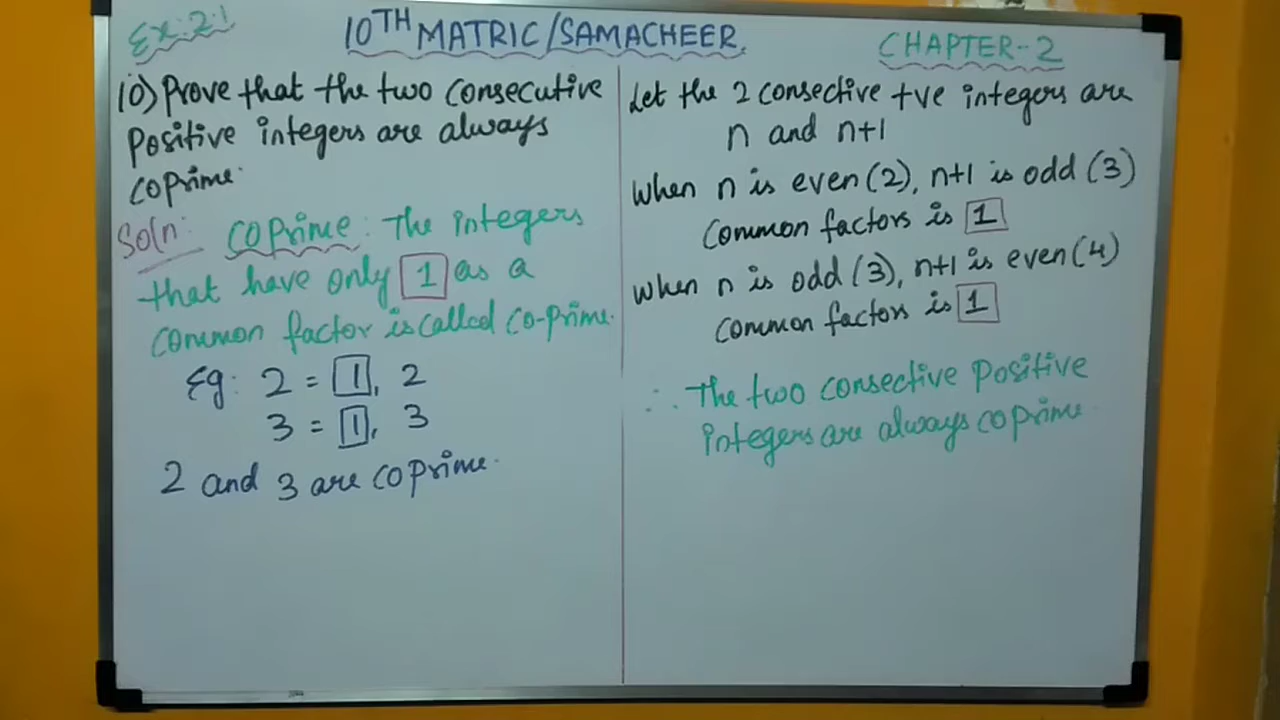 Ex:2.1
10TH MATRIC/SAMACHEER.
CHAPTER-2
10) Prove that the two consecutive
Positive integers are always
coprime.
Soln: COPrime: The integers
that have only 1 as a
common factor is called co-prime.
Eg: 2 = 1, 2
3 = 1, 3
2 and 3 are coprime.
Let the 2 consective +ve integers are
n and n+1
when n is even(2), n+1 is odd (3)
Common factors is 1
when n is odd (3), n+1 is even(4)
Common factors is 1
∴ The two consective Positive
integers are always coprime.